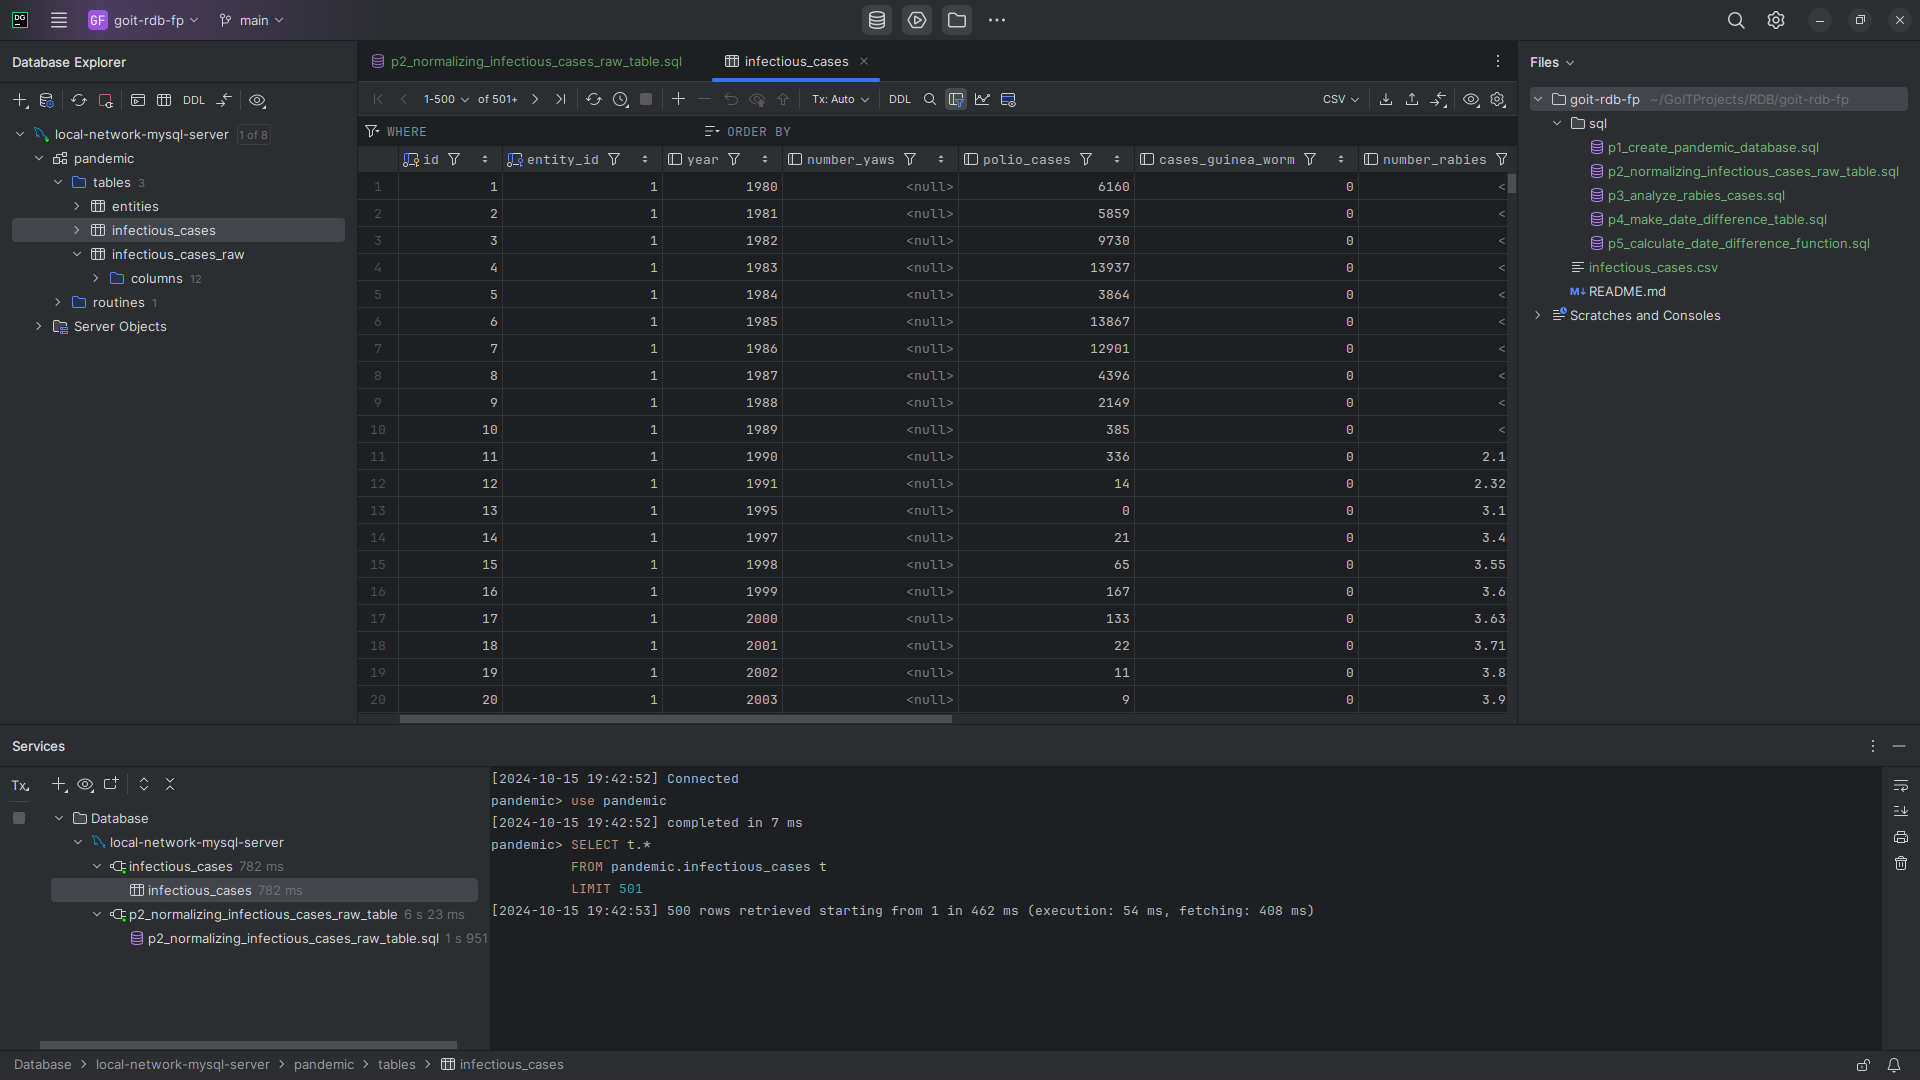 DG
GF goit-rdb-fp main
Database Explorer
DDL
local-network-mysql-server 1 of 8
pandemic
tables 3
entities
infectious_cases
infectious_cases_raw
columns 12
routines 1
Server Objects
p2_normalizing_infectious_cases_raw_table.sql infectious_cases
1-500 of 501+ Tx: Auto DDL CSV
WHERE ORDER BY
id entity_id year number_yaws polio_cases cases_guinea_worm number_rabies
1 1 1 1980 <null> 6160 0 <
2 2 1 1981 <null> 5859 0 <
3 3 1 1982 <null> 9730 0 <
4 4 1 1983 <null> 13937 0 <
5 5 1 1984 <null> 3864 0 <
6 6 1 1985 <null> 13867 0 <
7 7 1 1986 <null> 12901 0 <
8 8 1 1987 <null> 4396 0 <
9 9 1 1988 <null> 2149 0 <
10 10 1 1989 <null> 385 0 <
11 11 1 1990 <null> 336 0 2.1
12 12 1 1991 <null> 14 0 2.32
13 13 1 1995 <null> 0 0 3.1
14 14 1 1997 <null> 21 0 3.4
15 15 1 1998 <null> 65 0 3.55
16 16 1 1999 <null> 167 0 3.6
17 17 1 2000 <null> 133 0 3.63
18 18 1 2001 <null> 22 0 3.71
19 19 1 2002 <null> 11 0 3.8
20 20 1 2003 <null> 9 0 3.9
Files
goit-rdb-fp ~/GoITProjects/RDB/goit-rdb-fp
sql
p1_create_pandemic_database.sql
p2_normalizing_infectious_cases_raw_table.sql
p3_analyze_rabies_cases.sql
p4_make_date_difference_table.sql
p5_calculate_date_difference_function.sql
infectious_cases.csv
M↓ README.md
Scratches and Consoles
Services
Tx
Database
local-network-mysql-server
infectious_cases 782 ms
infectious_cases 782 ms
p2_normalizing_infectious_cases_raw_table 6 s 23 ms
p2_normalizing_infectious_cases_raw_table.sql 1 s 951
[2024-10-15 19:42:52] Connected
pandemic> use pandemic
[2024-10-15 19:42:52] completed in 7 ms
pandemic> SELECT t.*
FROM pandemic.infectious_cases t
LIMIT 501
[2024-10-15 19:42:53] 500 rows retrieved starting from 1 in 462 ms (execution: 54 ms, fetching: 408 ms)
Database > local-network-mysql-server > pandemic > tables > infectious_cases